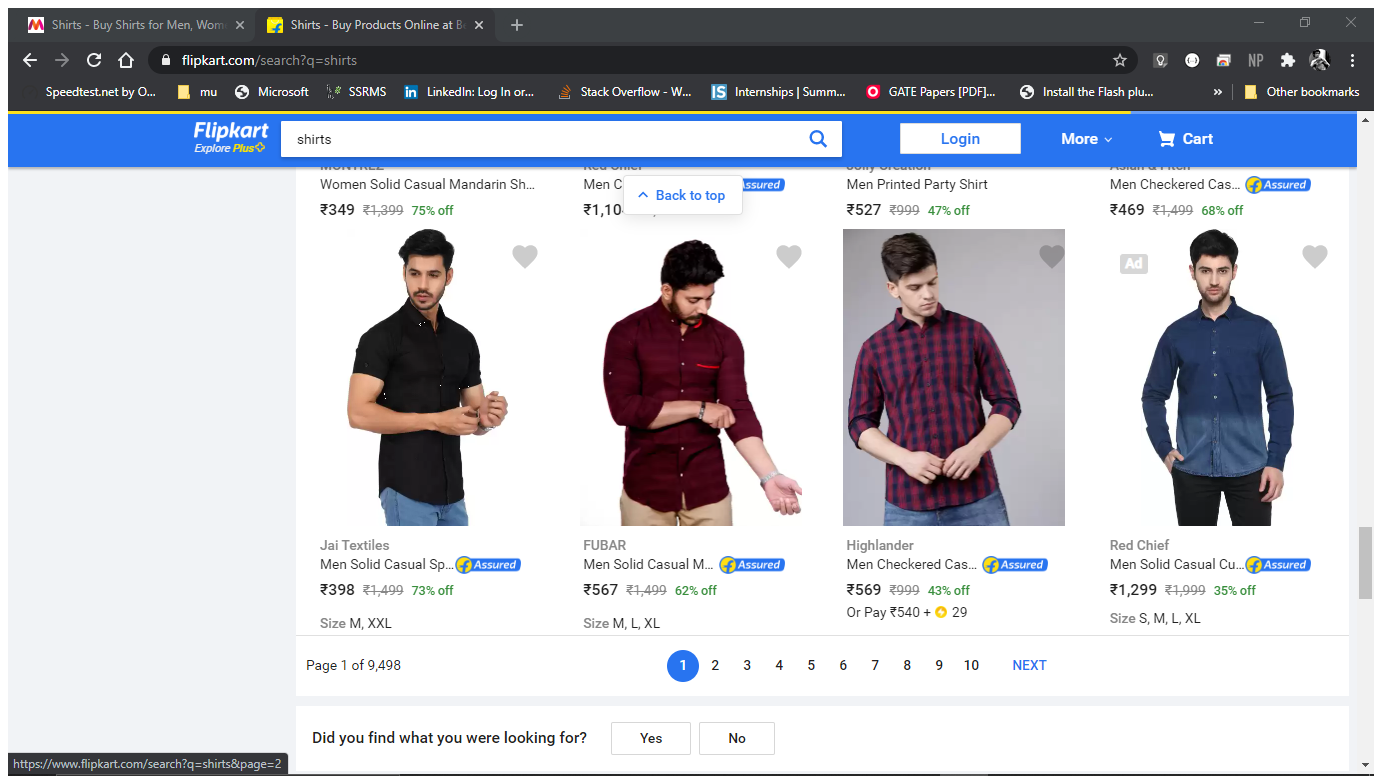 Shirts - Buy Shirts for Men, Wom
Shirts - Buy Products Online at Be
flipkart.com/search?q=shirts
NP
Speedtest.net by O...
mu
Microsoft
SSRMS
LinkedIn: Log In or...
Stack Overflow - W...
IS Internships | Summ...
GATE Papers [PDF]...
Install the Flash plu...
»
Other bookmarks
Flipkart
Explore Plus
shirts
Login
More
Cart
MONTREZ
Red Chief
Jolly Creation
Women Solid Casual Mandarin Sh...
Men C
Assured
Men Printed Party Shirt
Men Checkered Cas...
Assured
Back to top
₹349 ₹1,399 75% off
₹1,10
₹527 ₹999 47% off
₹469 ₹1,499 68% off
Ad
Jai Textiles
FUBAR
Highlander
Red Chief
Men Solid Casual Sp... Assured
Men Solid Casual M... Assured
Men Checkered Cas... Assured
Men Solid Casual Cu... Assured
₹398 ₹1,499 73% off
₹567 ₹1,499 62% off
₹569 ₹999 43% off
₹1,299 ₹1,999 35% off
Or Pay ₹540 + 29
Size M, XXL
Size M, L, XL
Size S, M, L, XL
Page 1 of 9,498
1 2 3 4 5 6 7 8 9 10 NEXT
Did you find what you were looking for?
Yes
No
https://www.flipkart.com/search?q=shirts&page=2